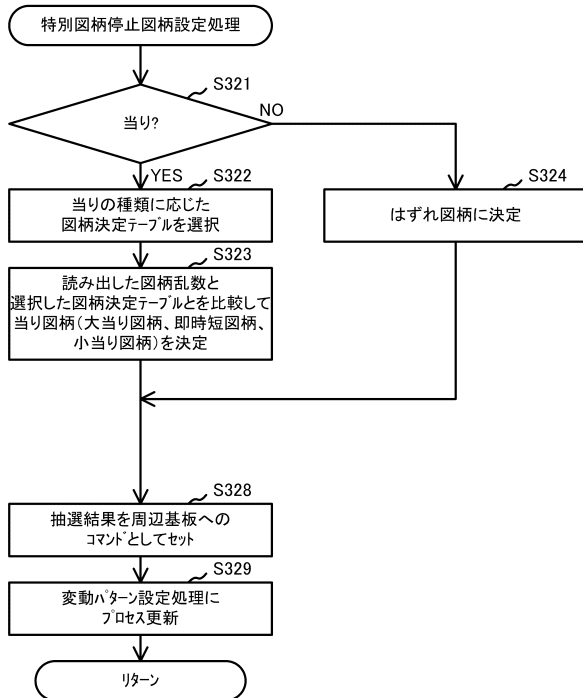 特別図柄停止図柄設定処理
S321
当り?
NO
YES
S322
当りの種類に応じた
図柄決定テーブルを選択
S324
はずれ図柄に決定
S323
読み出した図柄乱数と
選択した図柄決定テーブルとを比較して
当り図柄(大当り図柄、即時短図柄、
小当り図柄)を決定
S328
抽選結果を周辺基板への
コマンドとしてセット
S329
変動パターン設定処理に
プロセス更新
リターン